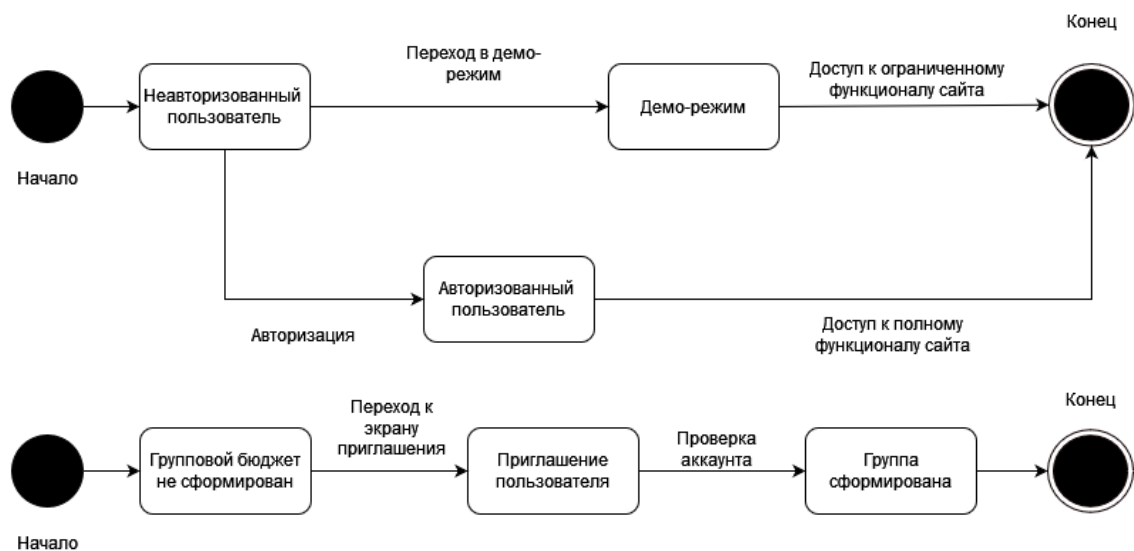 Конец
Переход в демо-
режим
Доступ к ограниченному
функционалу сайта
Неавторизованный
пользователь
Демо-режим
Начало
Авторизованный
пользователь
Авторизация
Доступ к полному
функционалу сайта
Конец
Переход к
экрану
приглашения
Проверка
аккаунта
Групповой бюджет
не сформирован
Приглашение
пользователя
Группа
сформирована
Начало